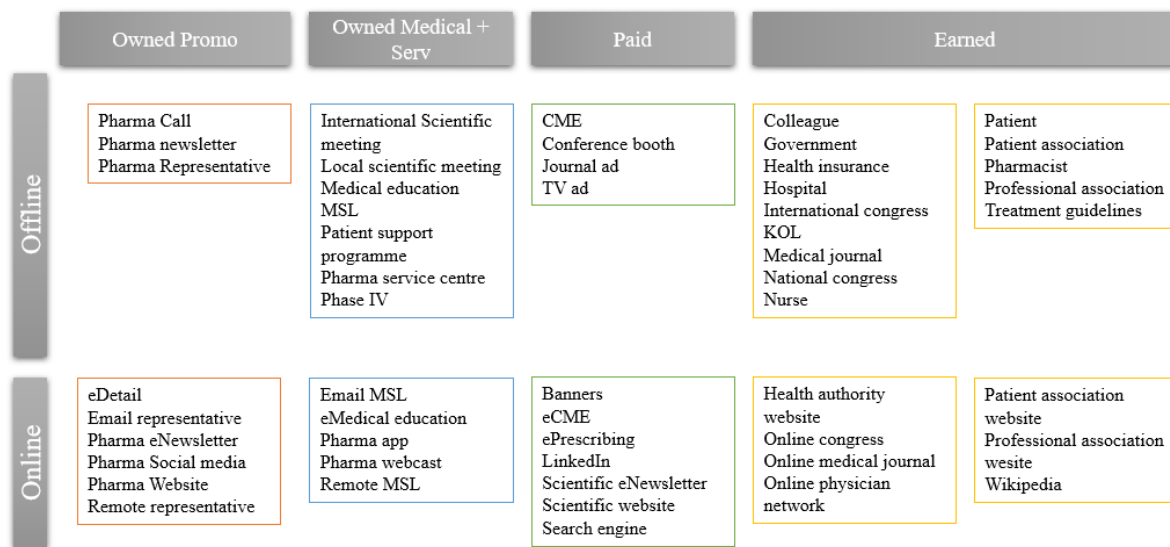 Owned Promo
Owned Medical +
Serv
Paid
Earned
Offline
Pharma Call
Pharma newsletter
Pharma Representative
International Scientific
meeting
Local scientific meeting
Medical education
MSL
Patient support
programme
Pharma service centre
Phase IV
CME
Conference booth
Journal ad
TV ad
Colleague
Government
Health insurance
Hospital
International congress
KOL
Medical journal
National congress
Nurse
Patient
Patient association
Pharmacist
Professional association
Treatment guidelines
Online
eDetail
Email representative
Pharma eNewsletter
Pharma Social media
Pharma Website
Remote representative
Email MSL
eMedical education
Pharma app
Pharma webcast
Remote MSL
Banners
eCME
ePrescribing
LinkedIn
Scientific eNewsletter
Scientific website
Search engine
Health authority
website
Online congress
Online medical journal
Online physician
network
Patient association
website
Professional association
wesite
Wikipedia